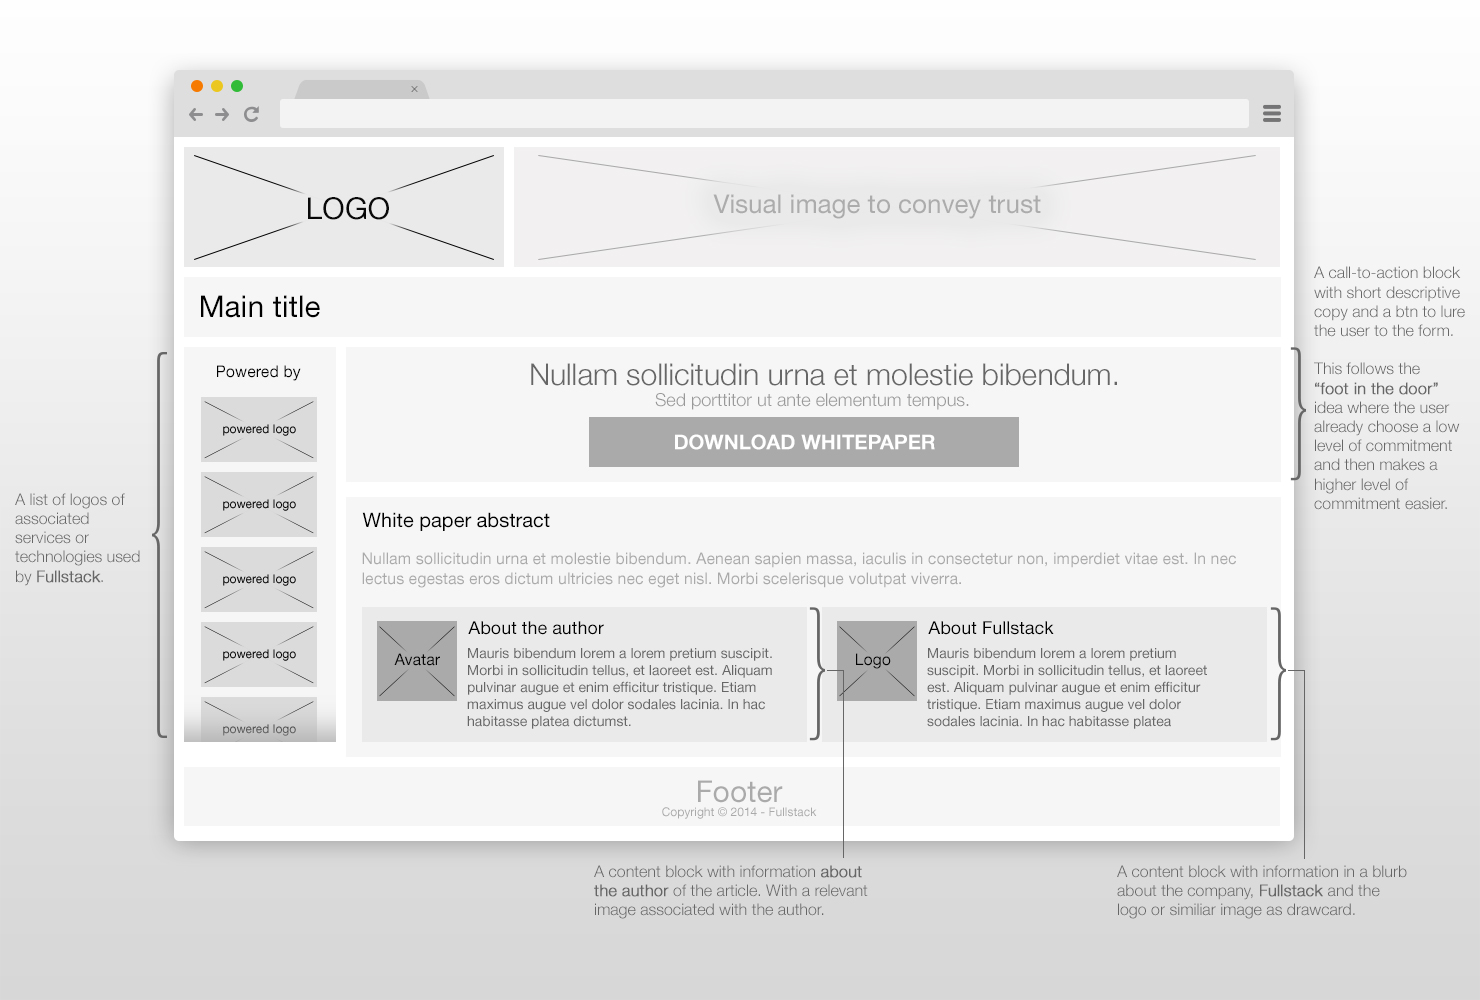 ×
LOGO
Visual image to convey trust
Main title
Powered by
powered logo
powered logo
powered logo
powered logo
powered logo
Nullam sollicitudin urna et molestie bibendum.
Sed porttitor ut ante elementum tempus.
DOWNLOAD WHITEPAPER
White paper abstract
Nullam sollicitudin urna et molestie bibendum. Aenean sapien massa, iaculis in consectetur non, imperdiet vitae est. In nec
lectus egestas eros dictum ultricies nec eget nisl. Morbi scelerisque volutpat viverra.
Avatar
About the author
Mauris bibendum lorem a lorem pretium suscipit.
Morbi in sollicitudin tellus, et laoreet est. Aliquam
pulvinar augue et enim efficitur tristique. Etiam
maximus augue vel dolor sodales lacinia. In hac
habitasse platea dictumst.
Logo
About Fullstack
Mauris bibendum lorem a lorem pretium
suscipit. Morbi in sollicitudin tellus, et laoreet
est. Aliquam pulvinar augue et enim efficitur
tristique. Etiam maximus augue vel dolor
sodales lacinia. In hac habitasse platea
Footer
Copyright © 2014 - Fullstack
A list of logos of
associated
services or
technologies used
by Fullstack.
A call-to-action block
with short descriptive
copy and a btn to lure
the user to the form.
This follows the
“foot in the door”
idea where the user
already choose a low
level of commitment
and then makes a
higher level of
commitment easier.
A content block with information about
the author of the article. With a relevant
image associated with the author.
A content block with information in a blurb
about the company, Fullstack and the
logo or similiar image as drawcard.